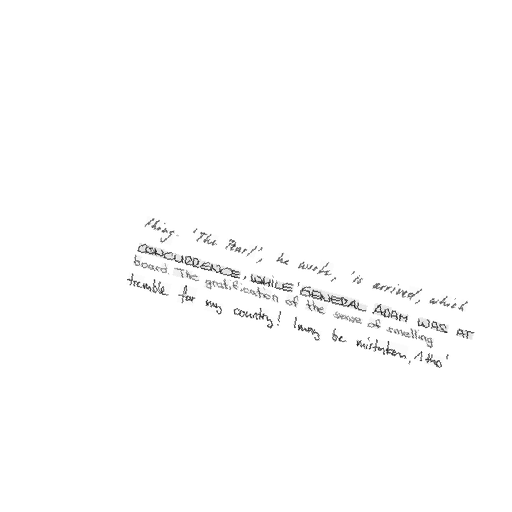 thing. 'The Pearl', he wrote, 'is arrived, which
CONCURRENCE, WHILE GENERAL ADAM WAS AT
board. The gratification of the sense of smelling
tremble for my country! I may be mistaken, 'tho'